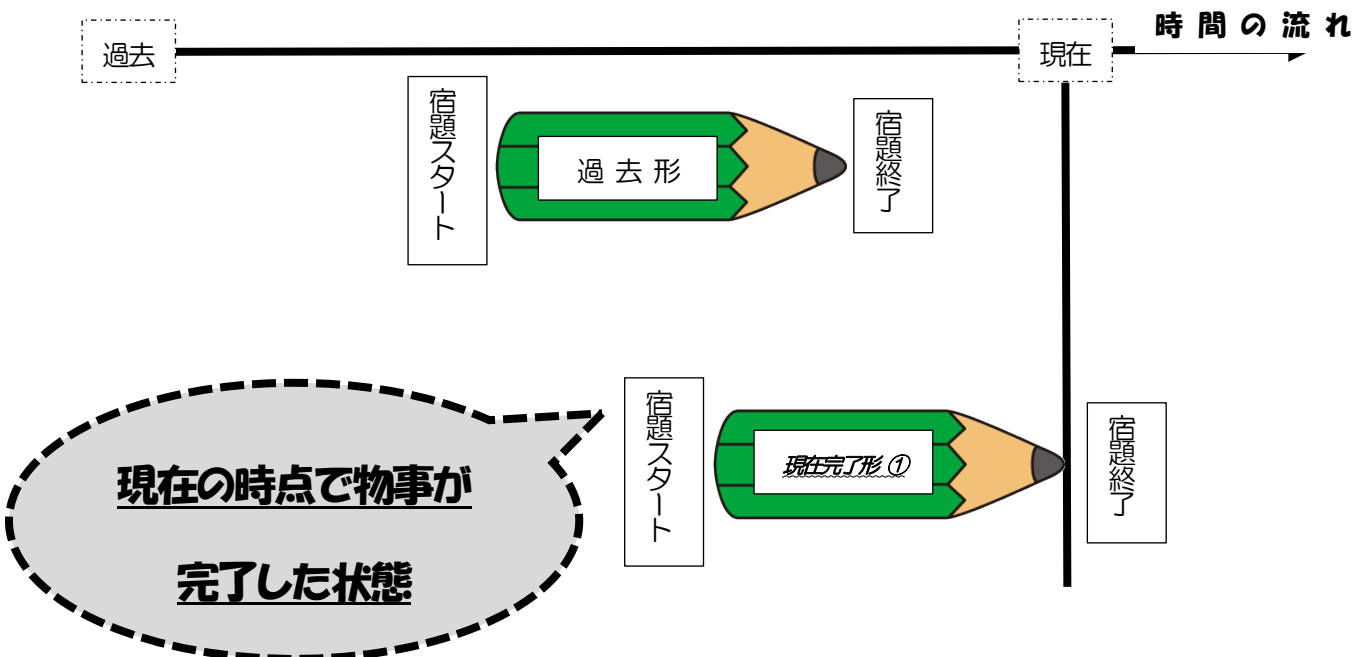 時間の流れ
過去
現在
宿題スタート
過去形
宿題終了
宿題スタート
現在完了形 ①
宿題終了
現在の時点で物事が
完了した状態